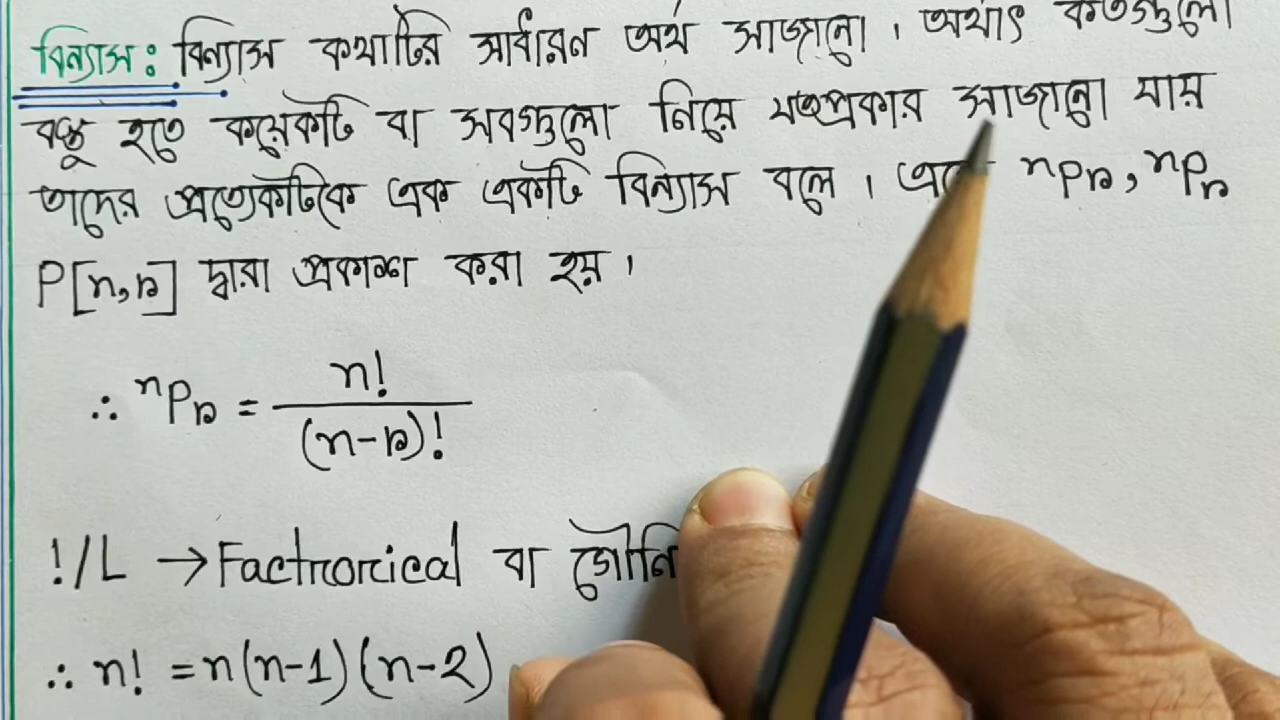 বিন্যাস: বিন্যাস কথাটির সাধারন অর্থ সাজানো। অর্থাৎ কতগুলো
বস্তু হতে কয়েকটি বা সবগুলো নিয়ে যতপ্রকার সাজানো যায়
তাদের প্রত্যেকটিকে এক একটি বিন্যাস বলে। ⁿPr, ⁿPr
P[n,r] দ্বারা প্রকাশ করা হয়।
∴ ⁿPr = n!/(n-r)!
!/L → Factrorical বা
∴ n! = n(n-1)(n-2)